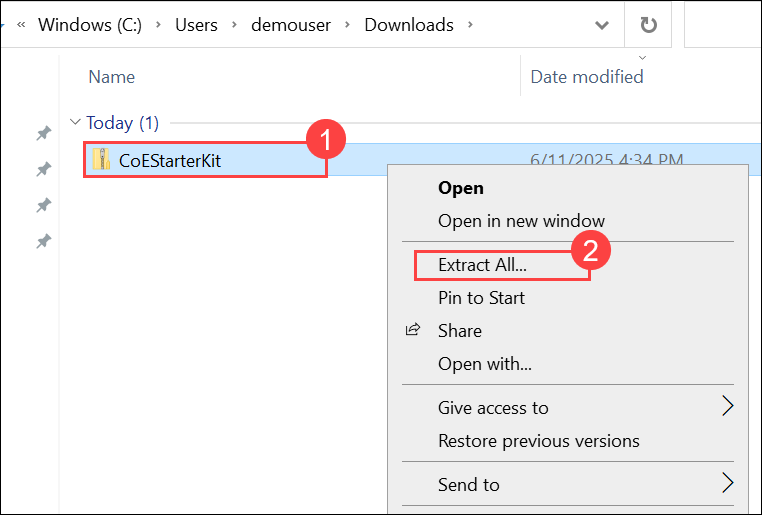 « Windows (C:) > Users > demouser > Downloads >
Name Date modified
Today (1)
1
CoEStarterKit 6/11/2025 4:34 PM
Open
Open in new window
2
Extract All...
Pin to Start
Share
Open with...
Give access to
Restore previous versions
Send to